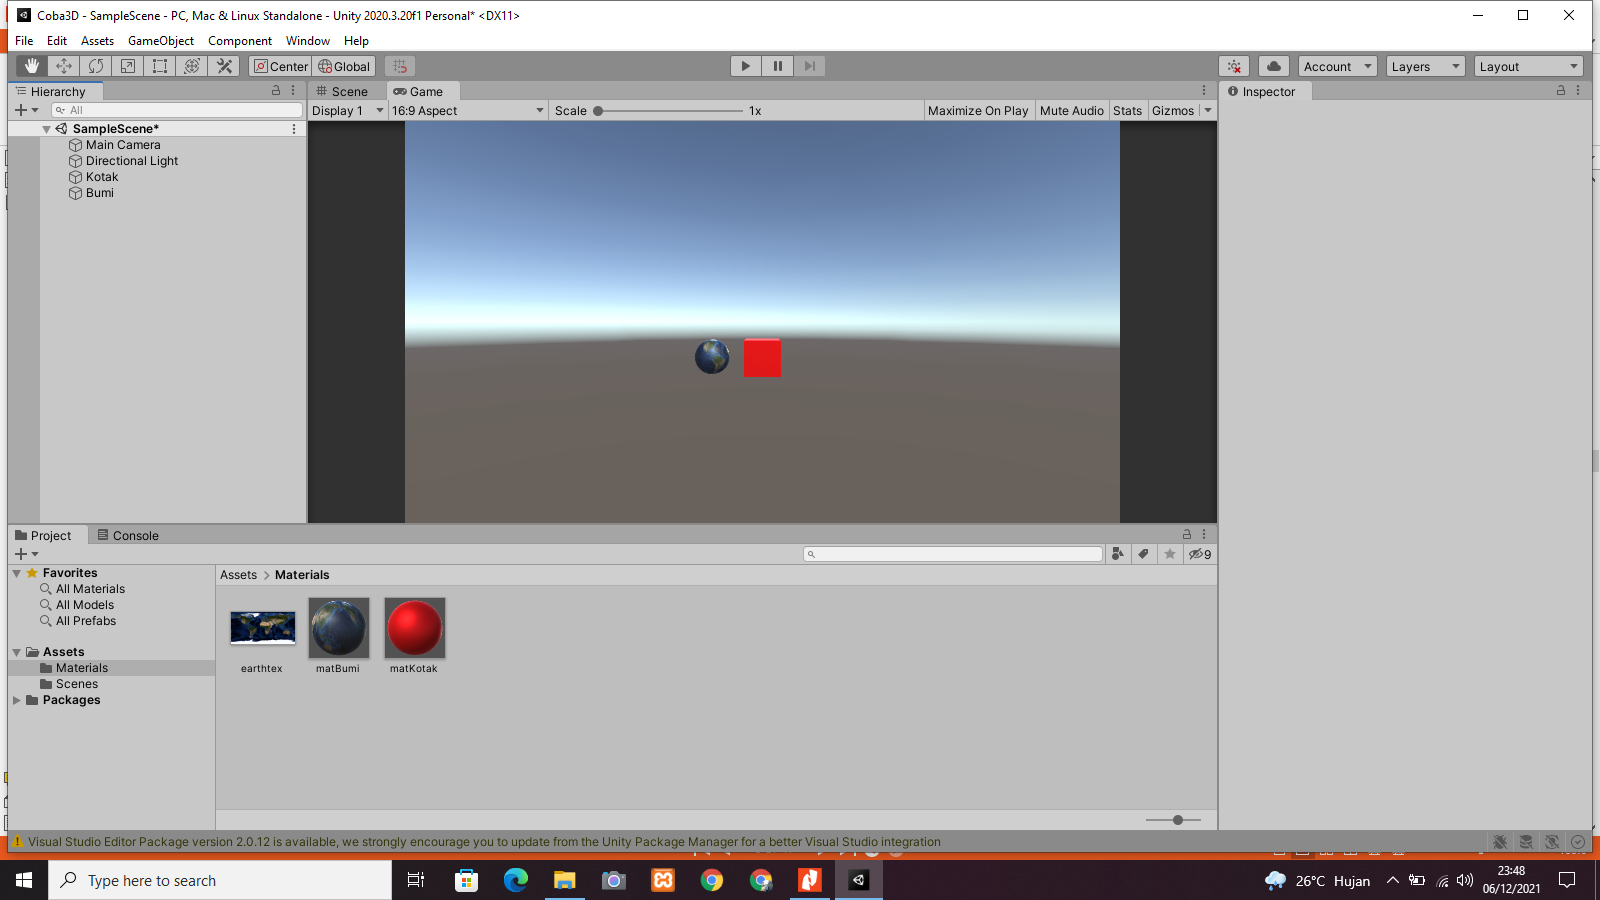 Coba3D - SampleScene - PC, Mac & Linux Standalone - Unity 2020.3.20f1 Personal* <DX11>
File Edit Assets GameObject Component Window Help
Center Global Account Layers Layout
Hierarchy
Scene Game
Inspector
All
Display 1 16:9 Aspect Scale 1x Maximize On Play Mute Audio Stats Gizmos
SampleScene*
Main Camera
Directional Light
Kotak
Bumi
Project Console
9
Favorites
All Materials
All Models
All Prefabs
Assets
Materials
Scenes
Packages
Assets > Materials
earthtex matBumi matKotak
Visual Studio Editor Package version 2.0.12 is available, we strongly encourage you to update from the Unity Package Manager for a better Visual Studio integration
Type here to search
26°C Hujan
23:48
06/12/2021